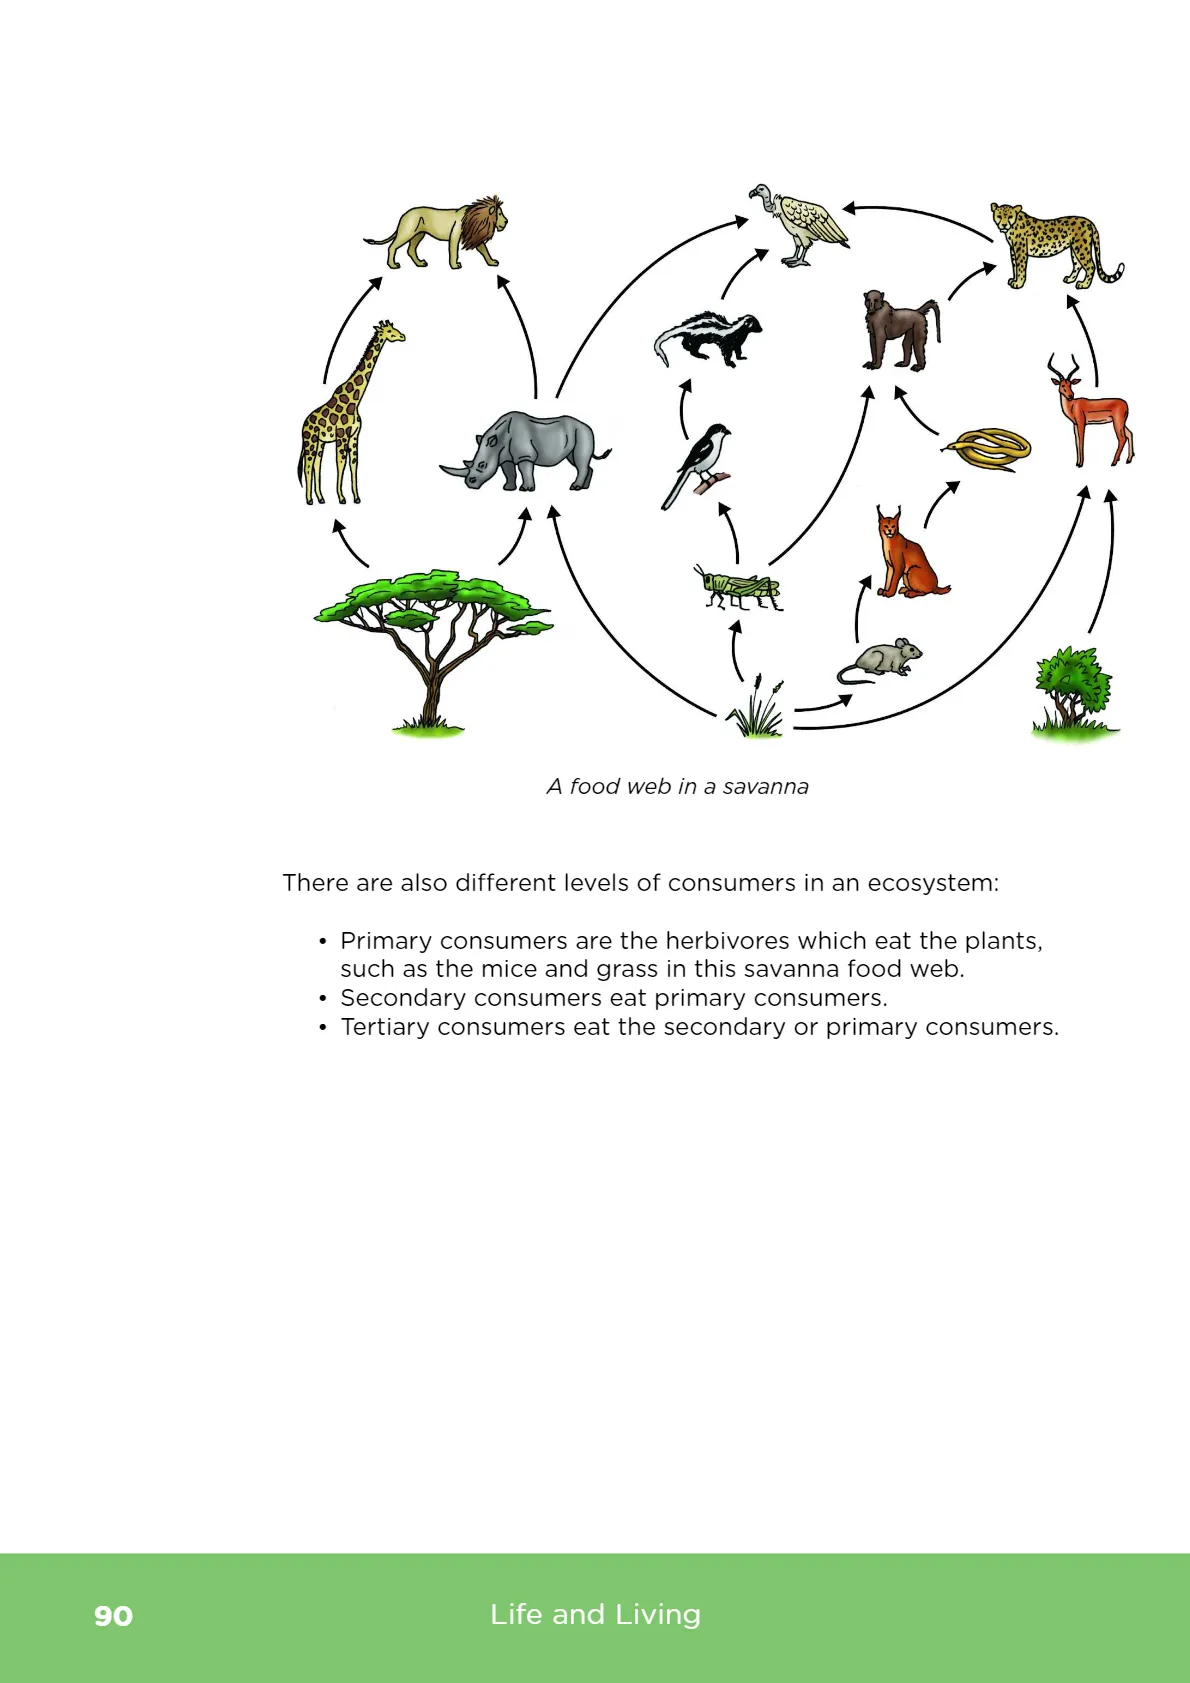 A food web in a savanna
There are also different levels of consumers in an ecosystem:
• Primary consumers are the herbivores which eat the plants,
such as the mice and grass in this savanna food web.
• Secondary consumers eat primary consumers.
• Tertiary consumers eat the secondary or primary consumers.
90
Life and Living